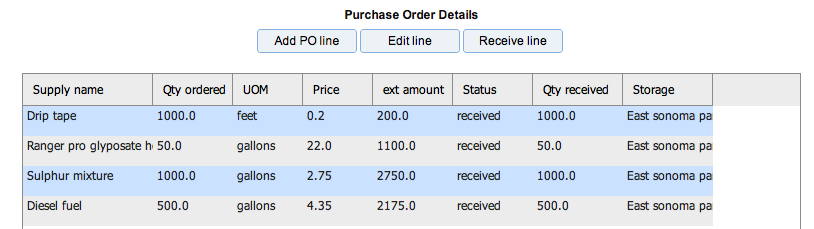 Purchase Order Details
Add PO line Edit line Receive line
Supply name Qty ordered UOM Price ext amount Status Qty received Storage
Drip tape 1000.0 feet 0.2 200.0 received 1000.0 East sonoma pa
Ranger pro glyposate h 50.0 gallons 22.0 1100.0 received 50.0 East sonoma pa
Sulphur mixture 1000.0 gallons 2.75 2750.0 received 1000.0 East sonoma pa
Diesel fuel 500.0 gallons 4.35 2175.0 received 500.0 East sonoma pa